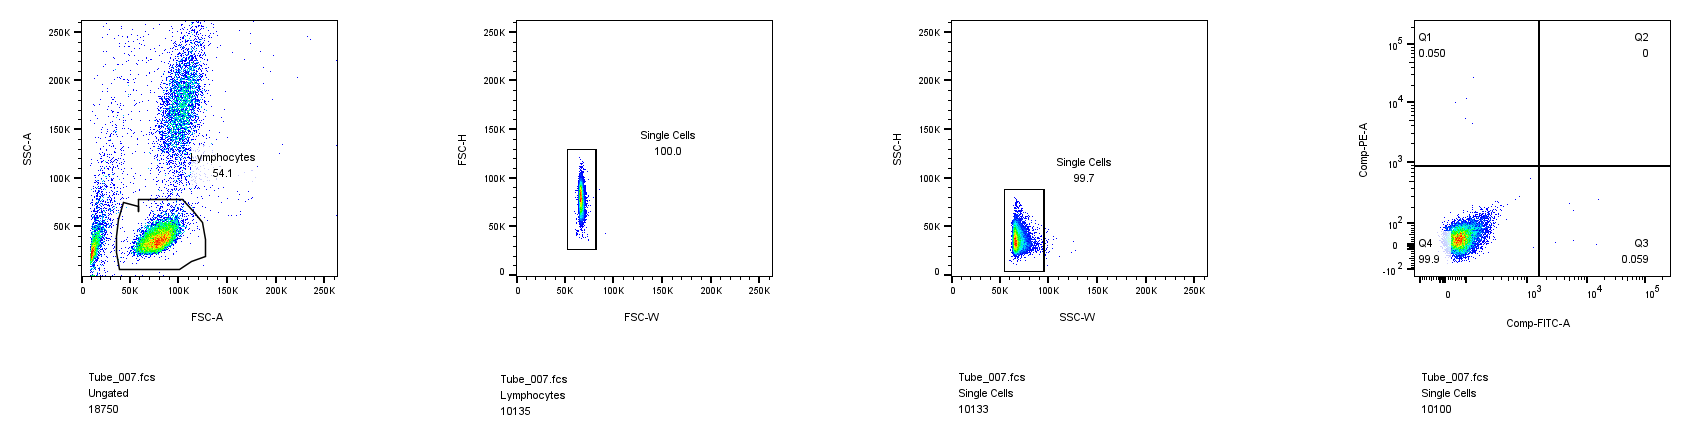 250K
200K
150K
100K
50K
0
50K
100K
150K
200K
250K
SSC-A
FSC-A
Lymphocytes
54.1
Tube_007.fcs
Ungated
18750
250K
200K
150K
100K
50K
0
0
50K
100K
150K
200K
250K
FSC-H
FSC-W
Single Cells
100.0
Tube_007.fcs
Lymphocytes
10135
250K
200K
150K
100K
50K
0
0
50K
100K
150K
200K
250K
SSC-H
SSC-W
Single Cells
99.7
Tube_007.fcs
Single Cells
10133
Q1
0.050
Q2
0
Q4
99.9
Q3
0.059
10^5
10^4
10^3
10^2
0
-10^2
0
10^3
10^4
10^5
Comp-PE-A
Comp-FITC-A
Tube_007.fcs
Single Cells
10100